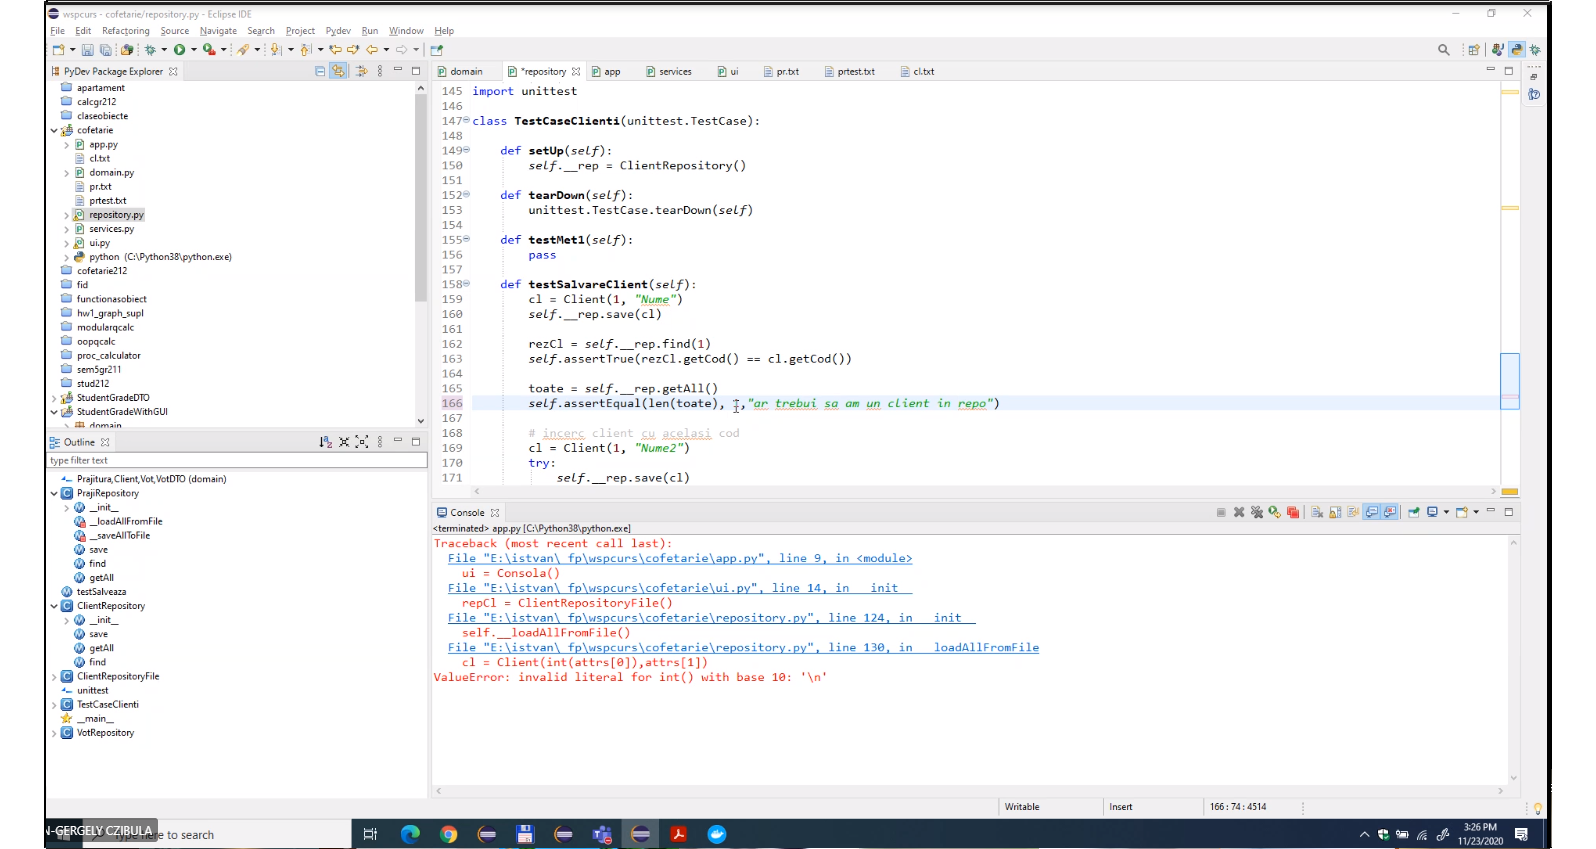 wspcurs - cofetarie/repository.py - Eclipse IDE
File Edit Refactoring Source Navigate Search Project Pydev Run Window Help
PyDev Package Explorer
apartament
calcgr212
claseobiecte
cofetarie
app.py
cl.txt
domain.py
pr.txt
prtest.txt
repository.py
services.py
ui.py
python (C:\Python38\python.exe)
cofetarie212
fid
functionasobiect
hw1_graph_supl
modularqcalc
oopqcalc
proc_calculator
sem5gr211
stud212
StudentGradeDTO
StudentGradeWithGUI
domain
Outline
type filter text
Prajitura,Client,Vot,VotDTO (domain)
PrajiRepository
__init__
__loadAllFromFile
__saveAllToFile
save
find
getAll
testSalveaza
ClientRepository
__init__
save
getAll
find
ClientRepositoryFile
unittest
TestCaseClienti
__main__
VotRepository
domain *repository app services ui pr.txt prtest.txt cl.txt
145 import unittest
146
147 class TestCaseClienti(unittest.TestCase):
148
149 def setUp(self):
150 self.__rep = ClientRepository()
151
152 def tearDown(self):
153 unittest.TestCase.tearDown(self)
154
155 def testMet1(self):
156 pass
157
158 def testSalvareClient(self):
159 cl = Client(1, "Nume")
160 self.__rep.save(cl)
161
162 rezCl = self.__rep.find(1)
163 self.assertTrue(rezCl.getCod() == cl.getCod())
164
165 toate = self.__rep.getAll()
166 self.assertEqual(len(toate), ,"ar trebui sa am un client in repo")
167
168 # incerc client cu acelasi cod
169 cl = Client(1, "Nume2")
170 try:
171 self.__rep.save(cl)
Console
<terminated> app.py [C:\Python38\python.exe]
Traceback (most recent call last):
File "E:\istvan\_fp\wspcurs\cofetarie\app.py", line 9, in <module>
ui = Consola()
File "E:\istvan\_fp\wspcurs\cofetarie\ui.py", line 14, in __init__
repCl = ClientRepositoryFile()
File "E:\istvan\_fp\wspcurs\cofetarie\repository.py", line 124, in __init__
self.__loadAllFromFile()
File "E:\istvan\_fp\wspcurs\cofetarie\repository.py", line 130, in __loadAllFromFile
cl = Client(int(attrs[0]),attrs[1])
ValueError: invalid literal for int() with base 10: '\n'
Writable Insert 166 : 74 : 4514
N-GERGELY CZIBULA
Type here to search
3:26 PM
11/23/2020